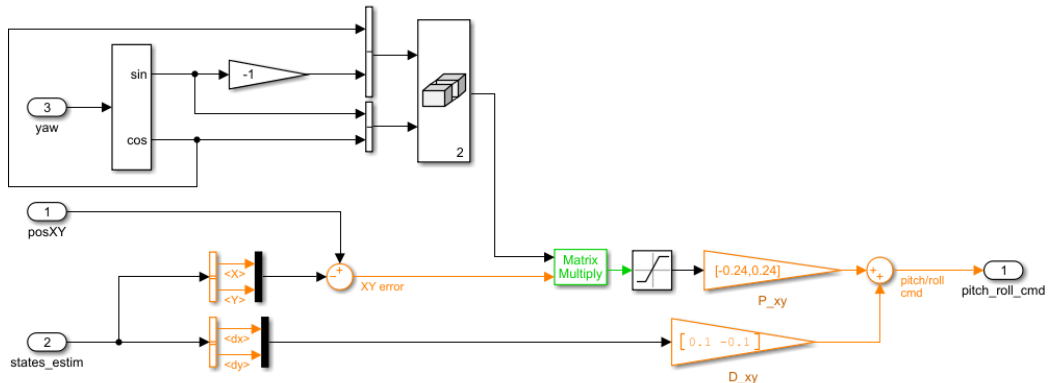 sin
-1
3
yaw
cos
2
1
posXY
Matrix
Multiply
<X>
<Y>
XY error
[-0.24,0.24]
P_xy
+
-
+
+
pitch/roll
cmd
1
pitch_roll_cmd
2
states_estim
<dx>
<dy>
[ 0.1 -0.1 ]
D_xy